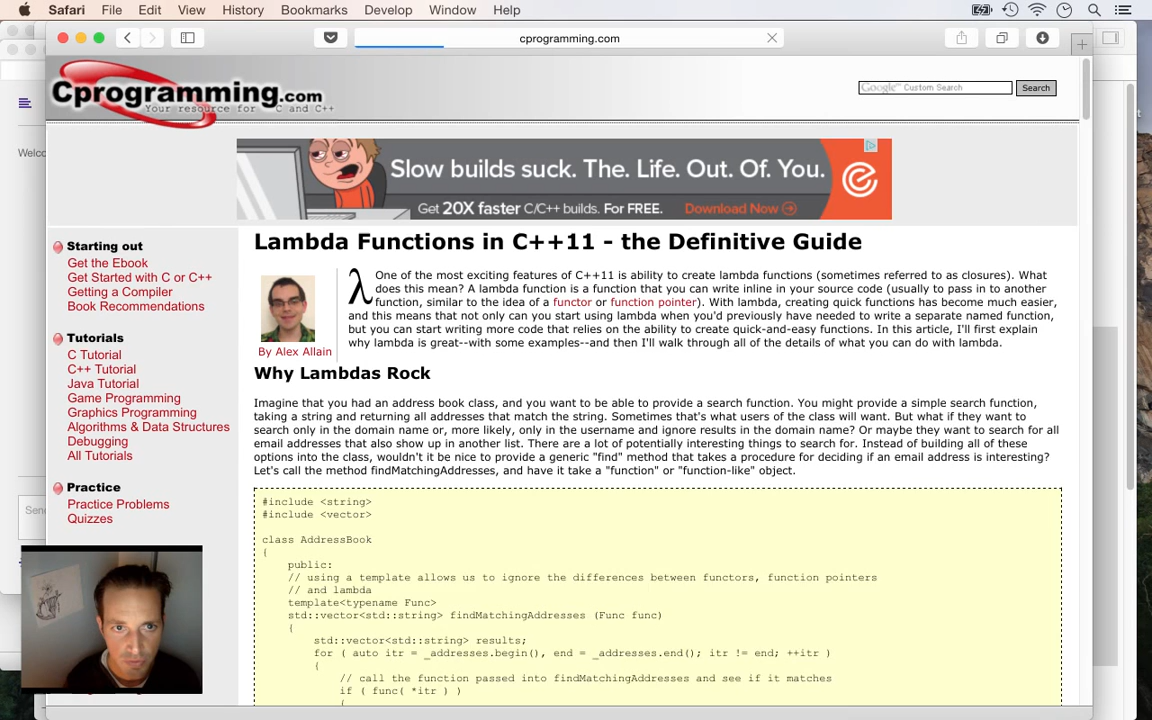 Safari File Edit View History Bookmarks Develop Window Help
cprogramming.com
Cprogramming.com
Your resource for C and C++
Google™ Custom Search Search
Slow builds suck. The. Life. Out. Of. You.
Get 20X faster C/C++ builds. For FREE. Download Now
Welco
Send
Starting out
Get the Ebook
Get Started with C or C++
Getting a Compiler
Book Recommendations
Tutorials
C Tutorial
C++ Tutorial
Java Tutorial
Game Programming
Graphics Programming
Algorithms & Data Structures
Debugging
All Tutorials
Practice
Practice Problems
Quizzes
Lambda Functions in C++11 - the Definitive Guide
By Alex Allain
λ One of the most exciting features of C++11 is ability to create lambda functions (sometimes referred to as closures). What
does this mean? A lambda function is a function that you can write inline in your source code (usually to pass in to another
function, similar to the idea of a functor or function pointer). With lambda, creating quick functions has become much easier,
and this means that not only can you start using lambda when you'd previously have needed to write a separate named function,
but you can start writing more code that relies on the ability to create quick-and-easy functions. In this article, I'll first explain
why lambda is great--with some examples--and then I'll walk through all of the details of what you can do with lambda.
Why Lambdas Rock
Imagine that you had an address book class, and you want to be able to provide a search function. You might provide a simple search function,
taking a string and returning all addresses that match the string. Sometimes that's what users of the class will want. But what if they want to
search only in the domain name or, more likely, only in the username and ignore results in the domain name? Or maybe they want to search for all
email addresses that also show up in another list. There are a lot of potentially interesting things to search for. Instead of building all of these
options into the class, wouldn't it be nice to provide a generic "find" method that takes a procedure for deciding if an email address is interesting?
Let's call the method findMatchingAddresses, and have it take a "function" or "function-like" object.
#include <string>
#include <vector>
class AddressBook
{
public:
// using a template allows us to ignore the differences between functors, function pointers
// and lambda
template<typename Func>
std::vector<std::string> findMatchingAddresses (Func func)
{
std::vector<std::string> results;
for ( auto itr = _addresses.begin(), end = _addresses.end(); itr != end; ++itr )
{
// call the function passed into findMatchingAddresses and see if it matches
if ( func( *itr ) )
{